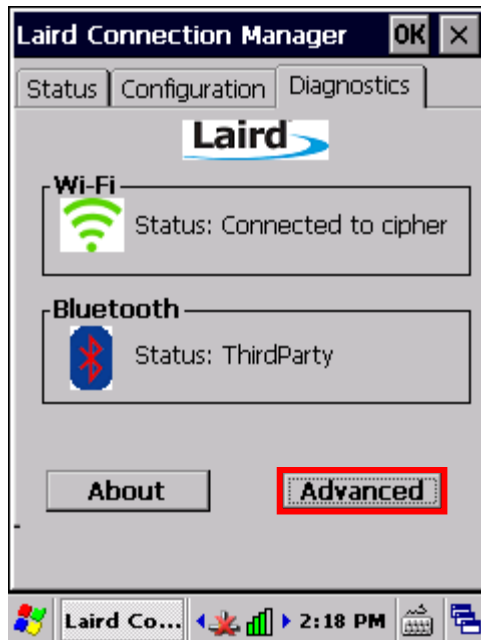 Laird Connection Manager OK ×
Status Configuration Diagnostics
Laird
Wi-Fi
Status: Connected to cipher
Bluetooth
Status: ThirdParty
About Advanced
Laird Co... 2:18 PM